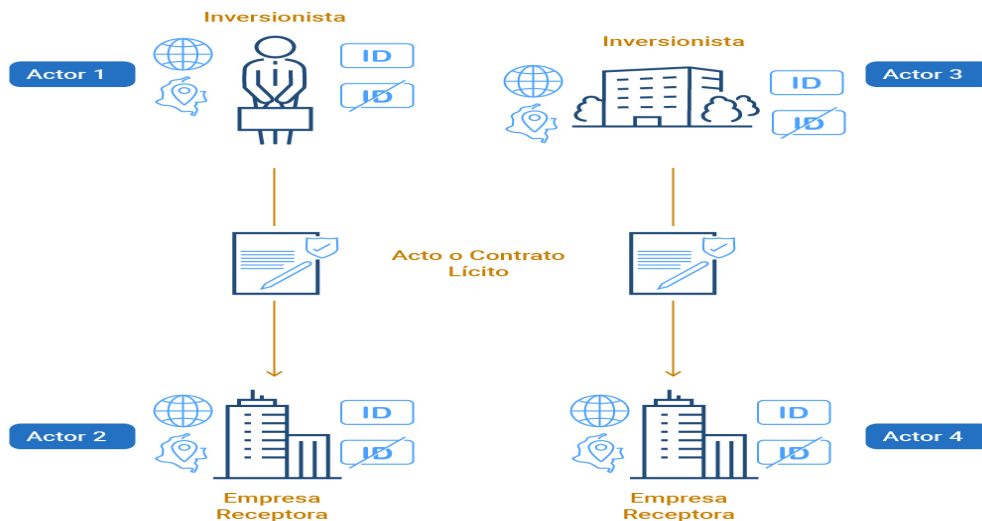 Inversionista
Actor 1
ID
ID
Inversionista
Actor 3
ID
ID
Acto o Contrato
Lícito
Actor 2
ID
ID
Empresa
Receptora
Actor 4
ID
ID
Empresa
Receptora